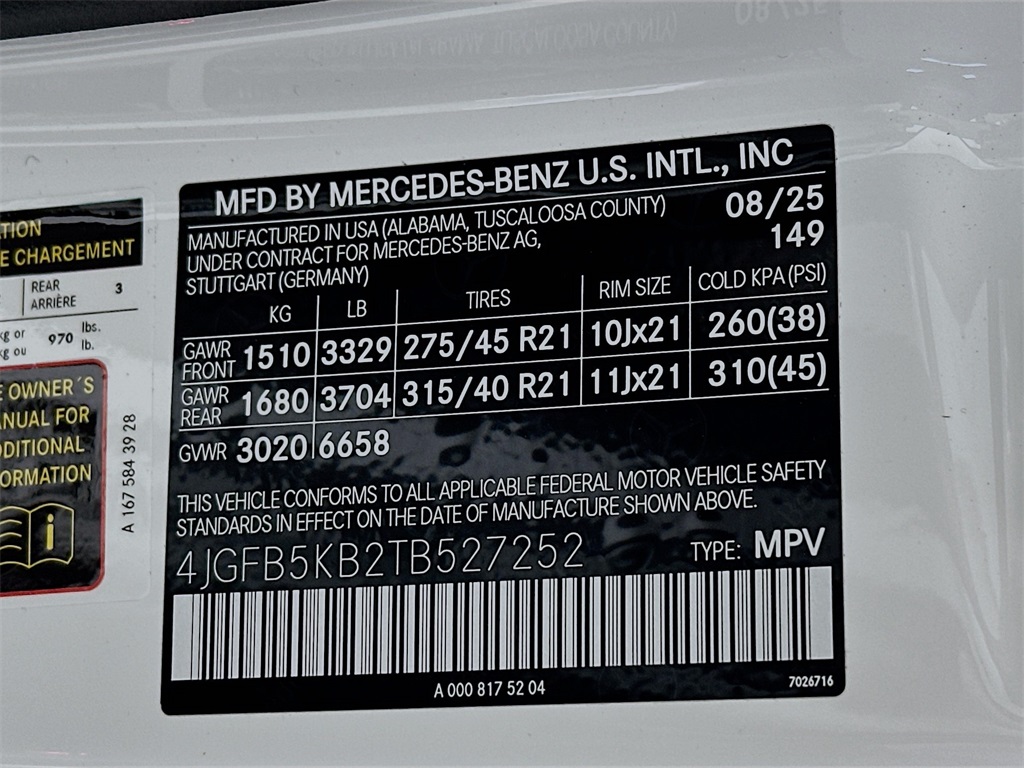 MFD BY MERCEDES-BENZ U.S. INTL., INC
MANUFACTURED IN USA (ALABAMA, TUSCALOOSA COUNTY)
UNDER CONTRACT FOR MERCEDES-BENZ AG,
STUTTGART (GERMANY)
08/25
149
KG LB TIRES RIM SIZE COLD KPA (PSI)
GAWR FRONT 1510 3329 275/45 R21 10Jx21 260(38)
GAWR REAR 1680 3704 315/40 R21 11Jx21 310(45)
GVWR 3020 6658
THIS VEHICLE CONFORMS TO ALL APPLICABLE FEDERAL MOTOR VEHICLE SAFETY
STANDARDS IN EFFECT ON THE DATE OF MANUFACTURE SHOWN ABOVE.
4JGFB5KB2TB527252 TYPE: MPV
A 000 817 52 04
7026716
TION
E CHARGEMENT
REAR
ARRIÈRE 3
kg or 970 lbs.
kg ou lb.
E OWNER´S
ANUAL FOR
DDITIONAL
ORMATION
i
A 167 584 39 28